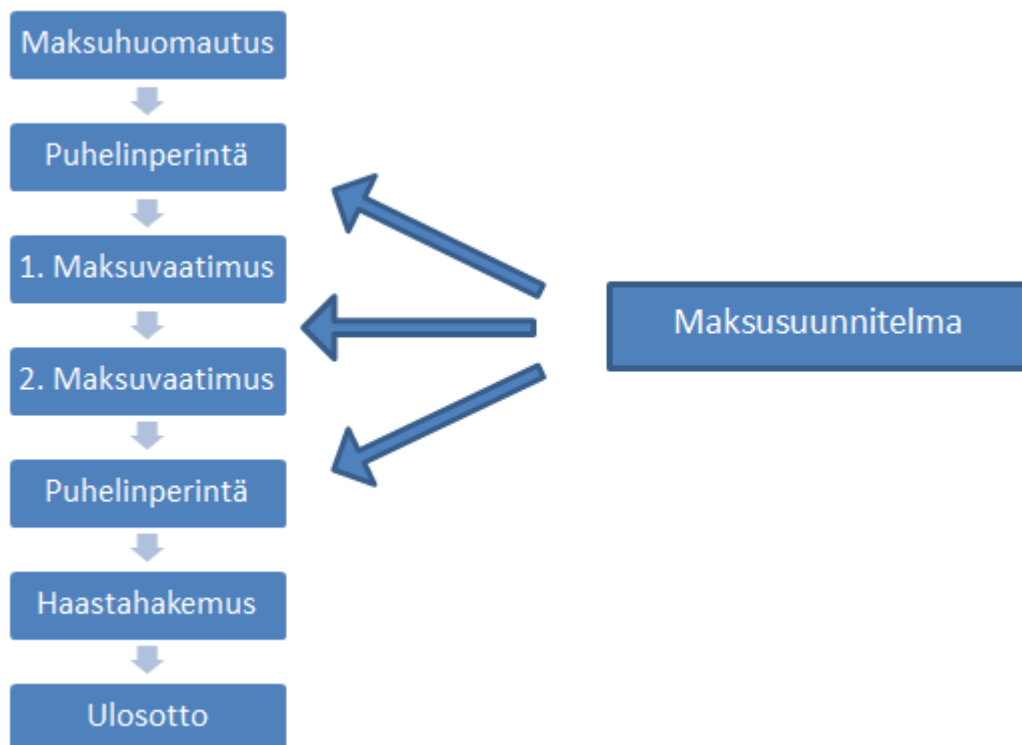 Maksuhuomautus
Puhelinperintä
1. Maksuvaatimus
2. Maksuvaatimus
Puhelinperintä
Haastahakemus
Ulosotto
Maksusuunnitelma